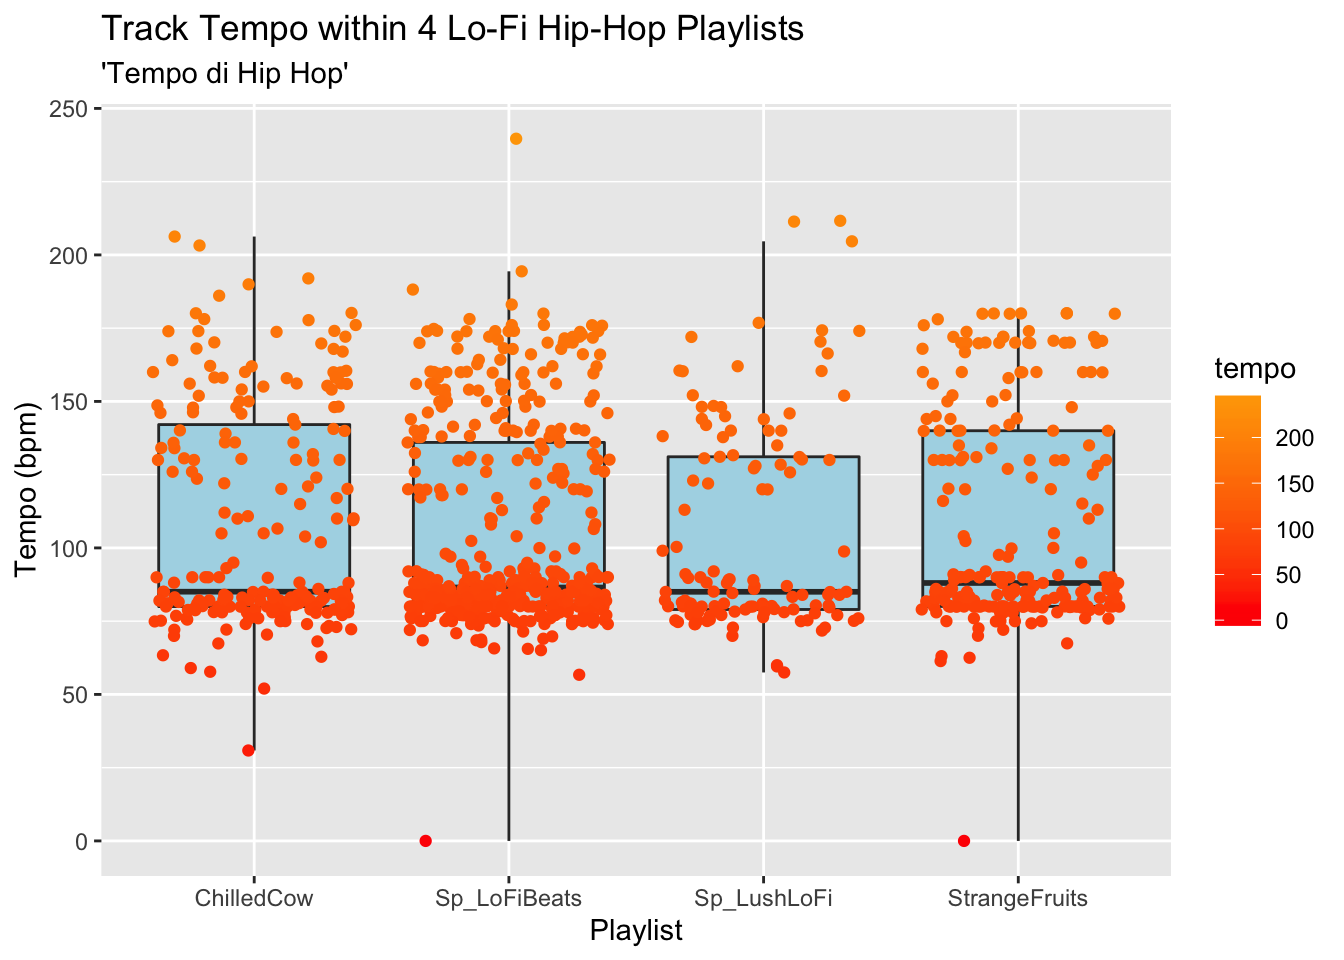 Track Tempo within 4 Lo-Fi Hip-Hop Playlists
'Tempo di Hip Hop'
Tempo (bpm)
250
200
150
100
50
0
ChilledCow
Sp_LoFiBeats
Sp_LushLoFi
StrangeFruits
Playlist
tempo
200
150
100
50
0